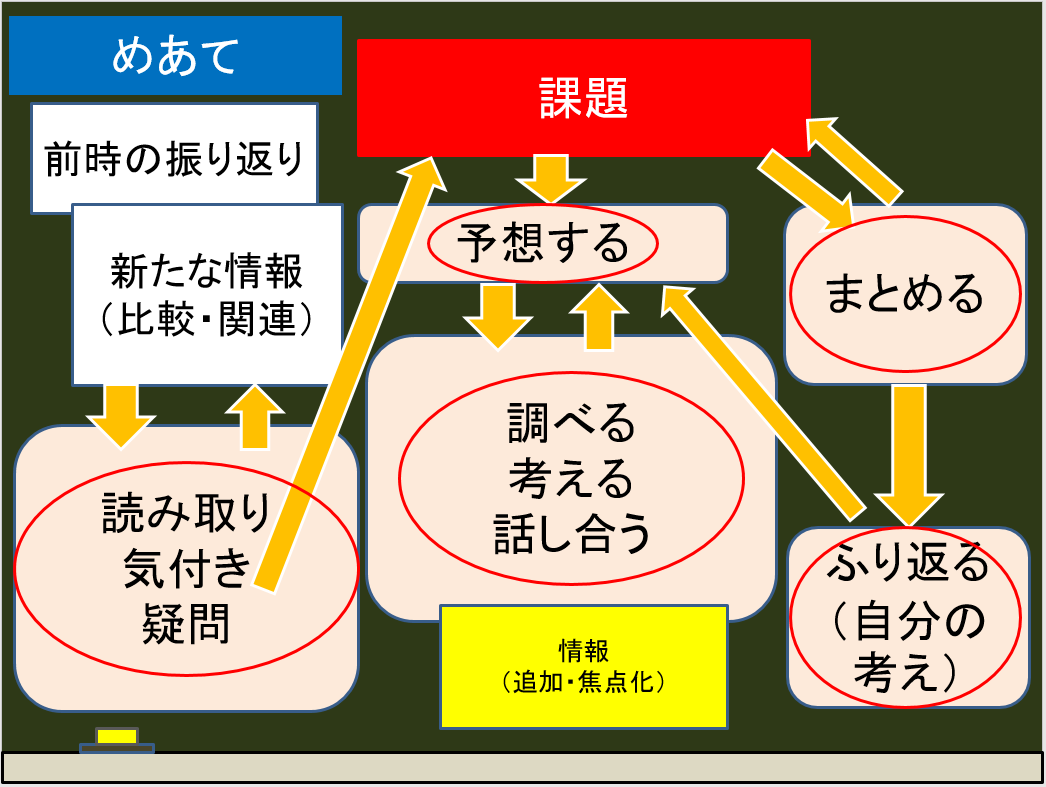 めあて
前時の振り返り
新たな情報
（比較・関連）
読み取り
気付き
疑問
課題
予想する
調べる
考える
話し合う
情報
（追加・焦点化）
まとめる
ふり返る
（自分の
考え）